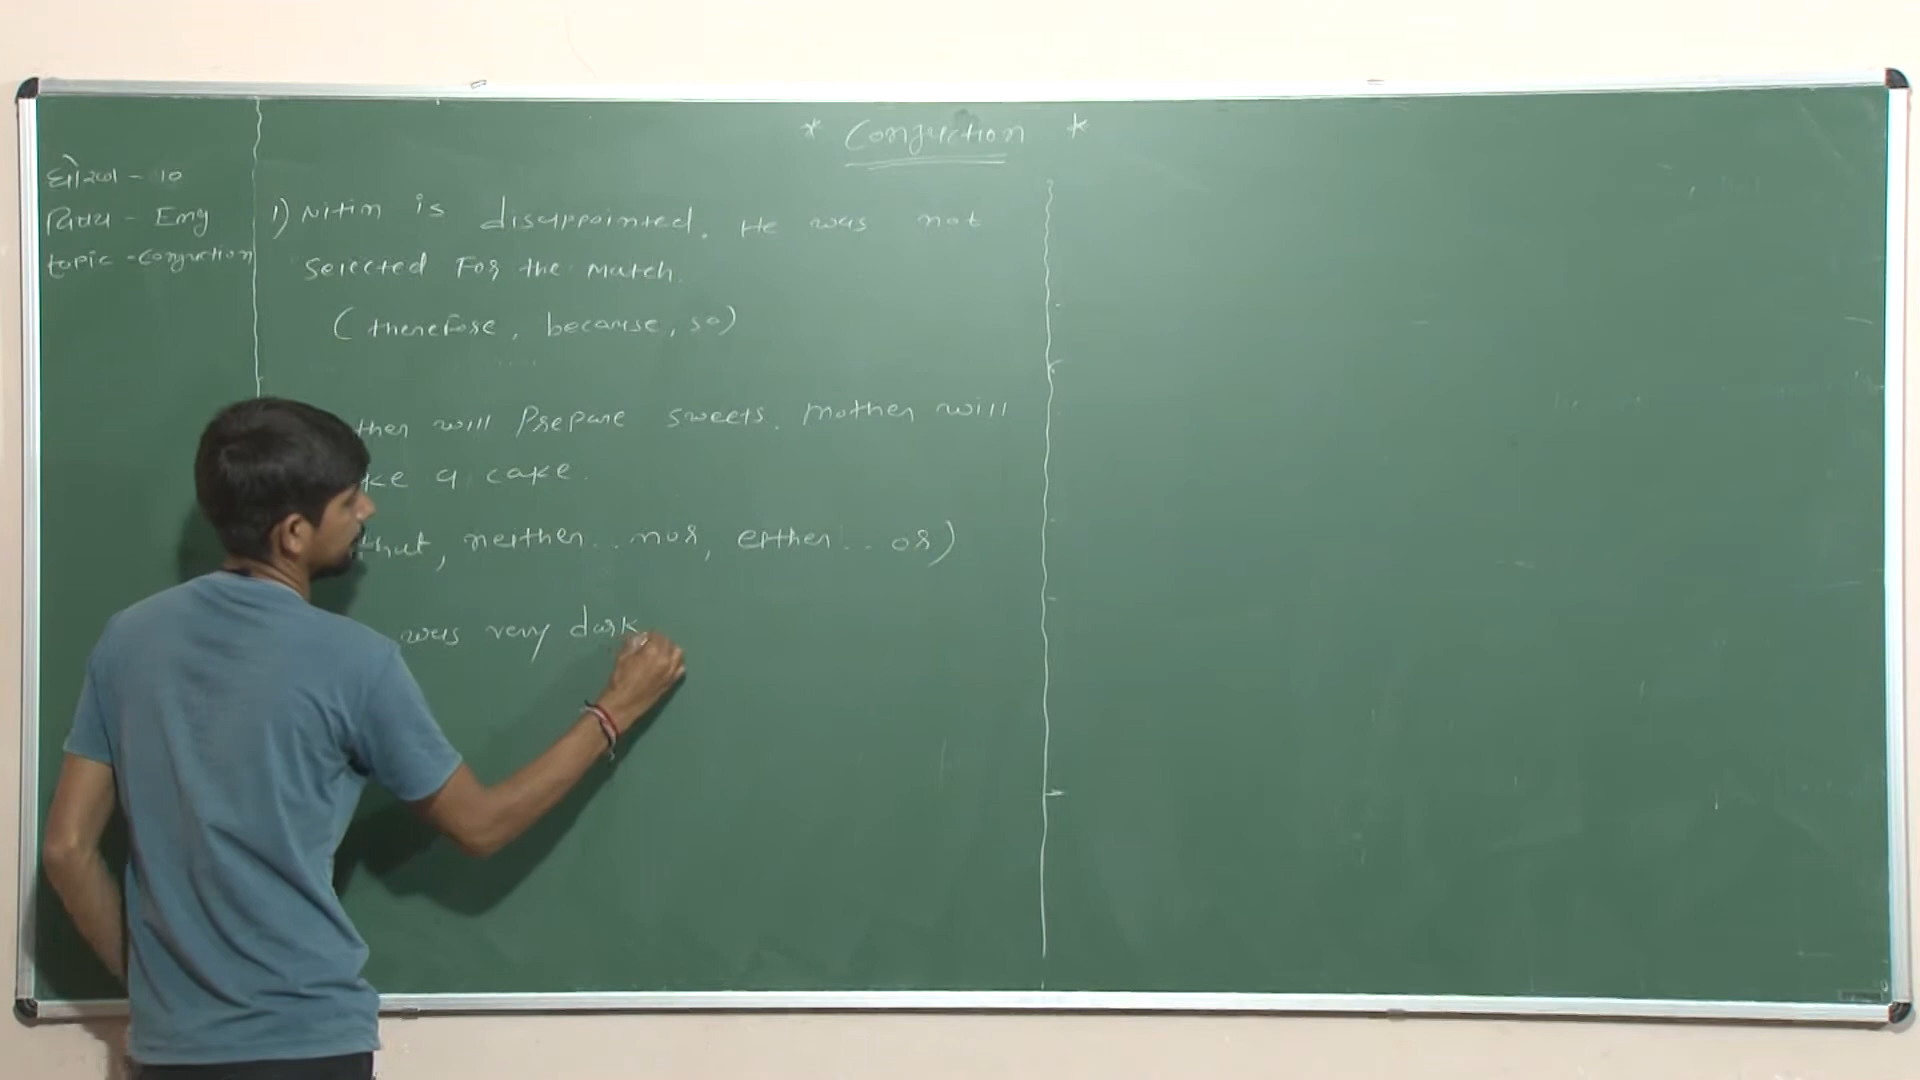 * Conjuction *
ધોરણ - 10
વિષય - Eng
topic - Conjuction
1) Nitin is disappointed. He was not
selected For the match.
(therefore, because, so)
ther will Prepare sweets. Mother will
ke a cake.
that, neither .. nor, either .. or)
was very dark.